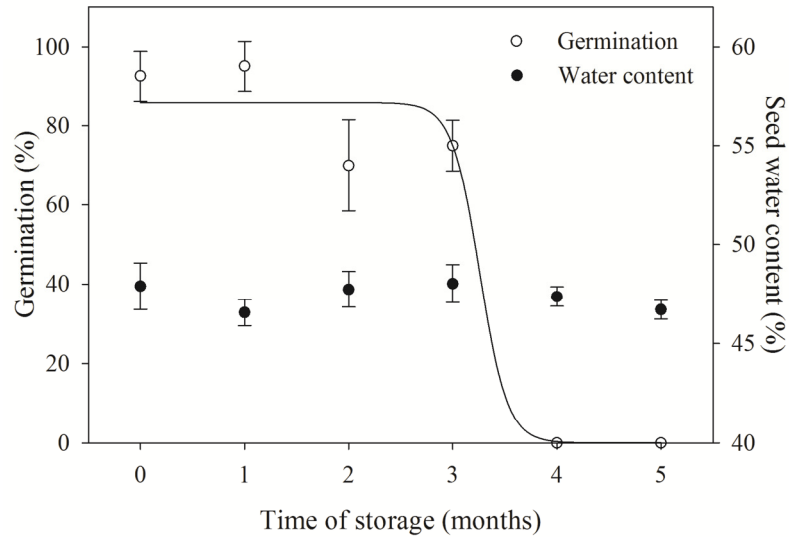 100
80
60
40
20
0
Germination (%)
Germination
Water content
60
55
50
45
40
Seed water
content (%)
0 1 2 3 4 5
Time of storage (months)